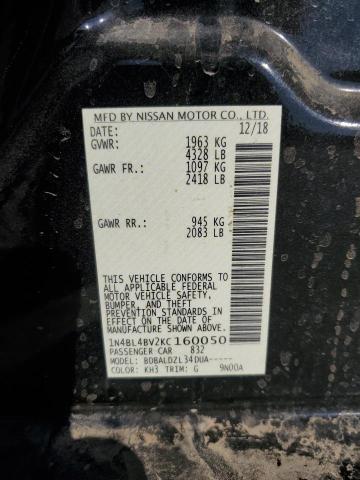 MFD BY NISSAN MOTOR CO., LTD.
DATE: 12/18
GVWR: 1963 KG
4328 LB
GAWR FR.: 1097 KG
2418 LB
GAWR RR.: 945 KG
2083 LB
THIS VEHICLE CONFORMS TO
ALL APPLICABLE FEDERAL
MOTOR VEHICLE SAFETY,
BUMPER, AND THEFT
PREVENTION STANDARDS
IN EFFECT ON THE DATE OF
MANUFACTURE SHOWN ABOVE.
1N4BL4BV2KC160050
PASSENGER CAR 832
MODEL: BDBALDZL34DUA-----
COLOR: KH3 TRIM: G 9N00A